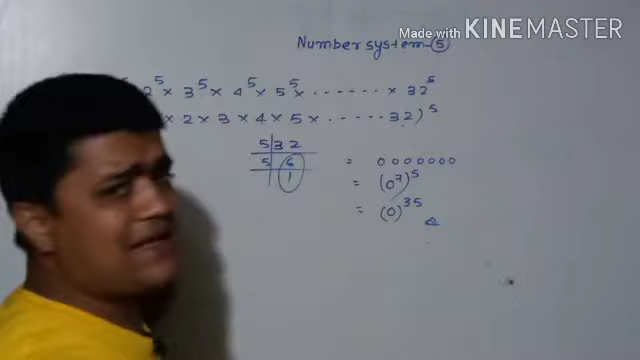 Made with KINEMASTER
Number system - 5
2⁵ × 3⁵ × 4⁵ × 5⁵ × ....... × 32⁵
× 2 × 3 × 4 × 5 × ...... 32)⁵
5 | 32
5 | 6
1
= 0000000
= (0⁷)⁵
= (0)³⁵